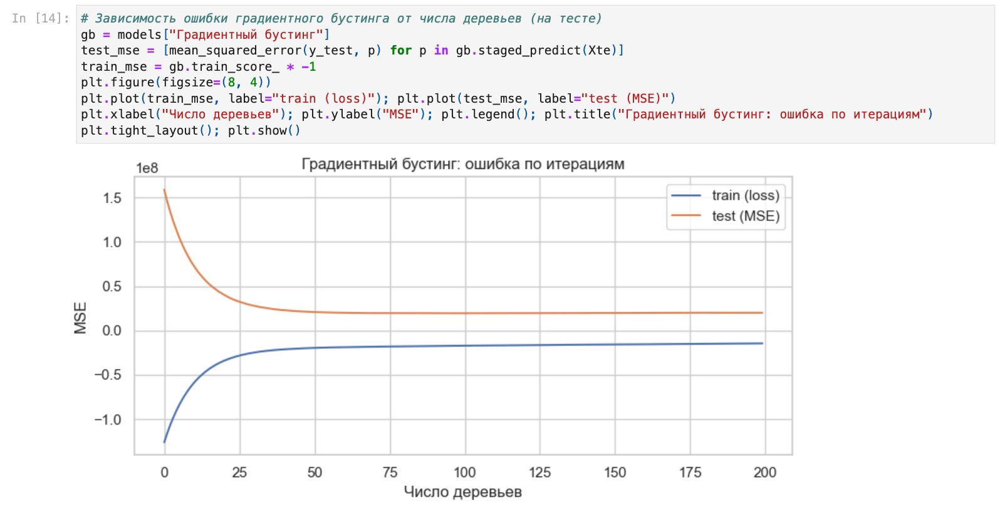 In [14]:
# Зависимость ошибки градиентного бустинга от числа деревьев (на тесте)
gb = models["Градиентный бустинг"]
test_mse = [mean_squared_error(y_test, p) for p in gb.staged_predict(Xte)]
train_mse = gb.train_score_ * -1
plt.figure(figsize=(8, 4))
plt.plot(train_mse, label="train (loss)"); plt.plot(test_mse, label="test (MSE)")
plt.xlabel("Число деревьев"); plt.ylabel("MSE"); plt.legend(); plt.title("Градиентный бустинг: ошибка по итерациям")
plt.tight_layout(); plt.show()
Градиентный бустинг: ошибка по итерациям
1e8
train (loss)
test (MSE)
1.5
1.0
0.5
0.0
−0.5
−1.0
MSE
0 25 50 75 100 125 150 175 200
Число деревьев